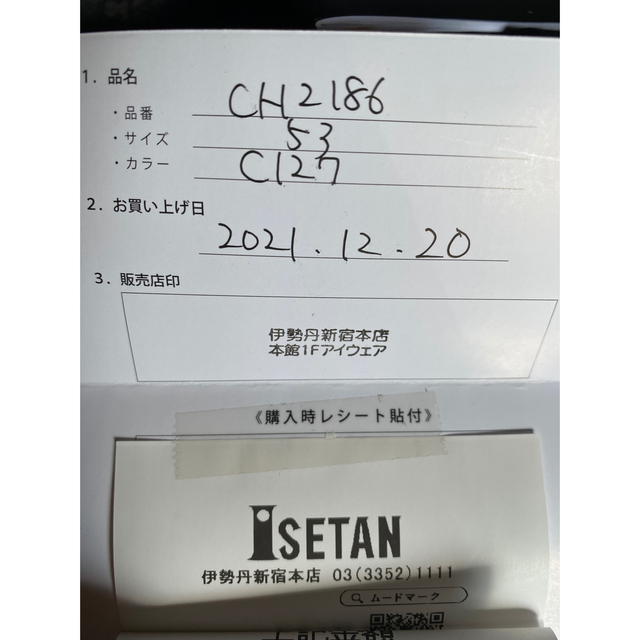 1. 品名
・品番 CH2186
・サイズ 53
・カラー C127
2. お買い上げ日
2021.12.20
3. 販売店印
伊勢丹新宿本店
本館1Fアイウェア
《購入時レシート貼付》
ISETAN
伊勢丹新宿本店 03(3352)1111
ムードマーク